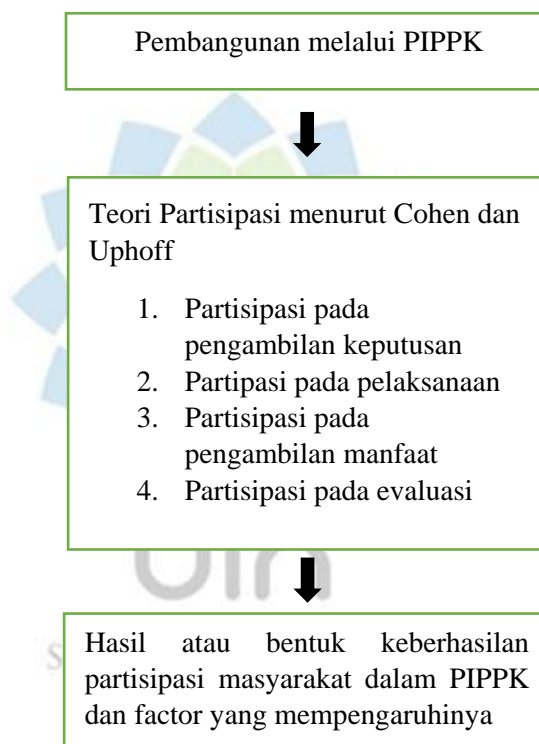 Pembangunan melalui PIPPK
Teori Partisipasi menurut Cohen dan
Uphoff
1. Partisipasi pada
pengambilan keputusan
2. Partipasi pada pelaksanaan
3. Partisipasi pada
pengambilan manfaat
4. Partisipasi pada evaluasi
uin
Hasil atau bentuk keberhasilan
partisipasi masyarakat dalam PIPPK
dan factor yang mempengaruhinya